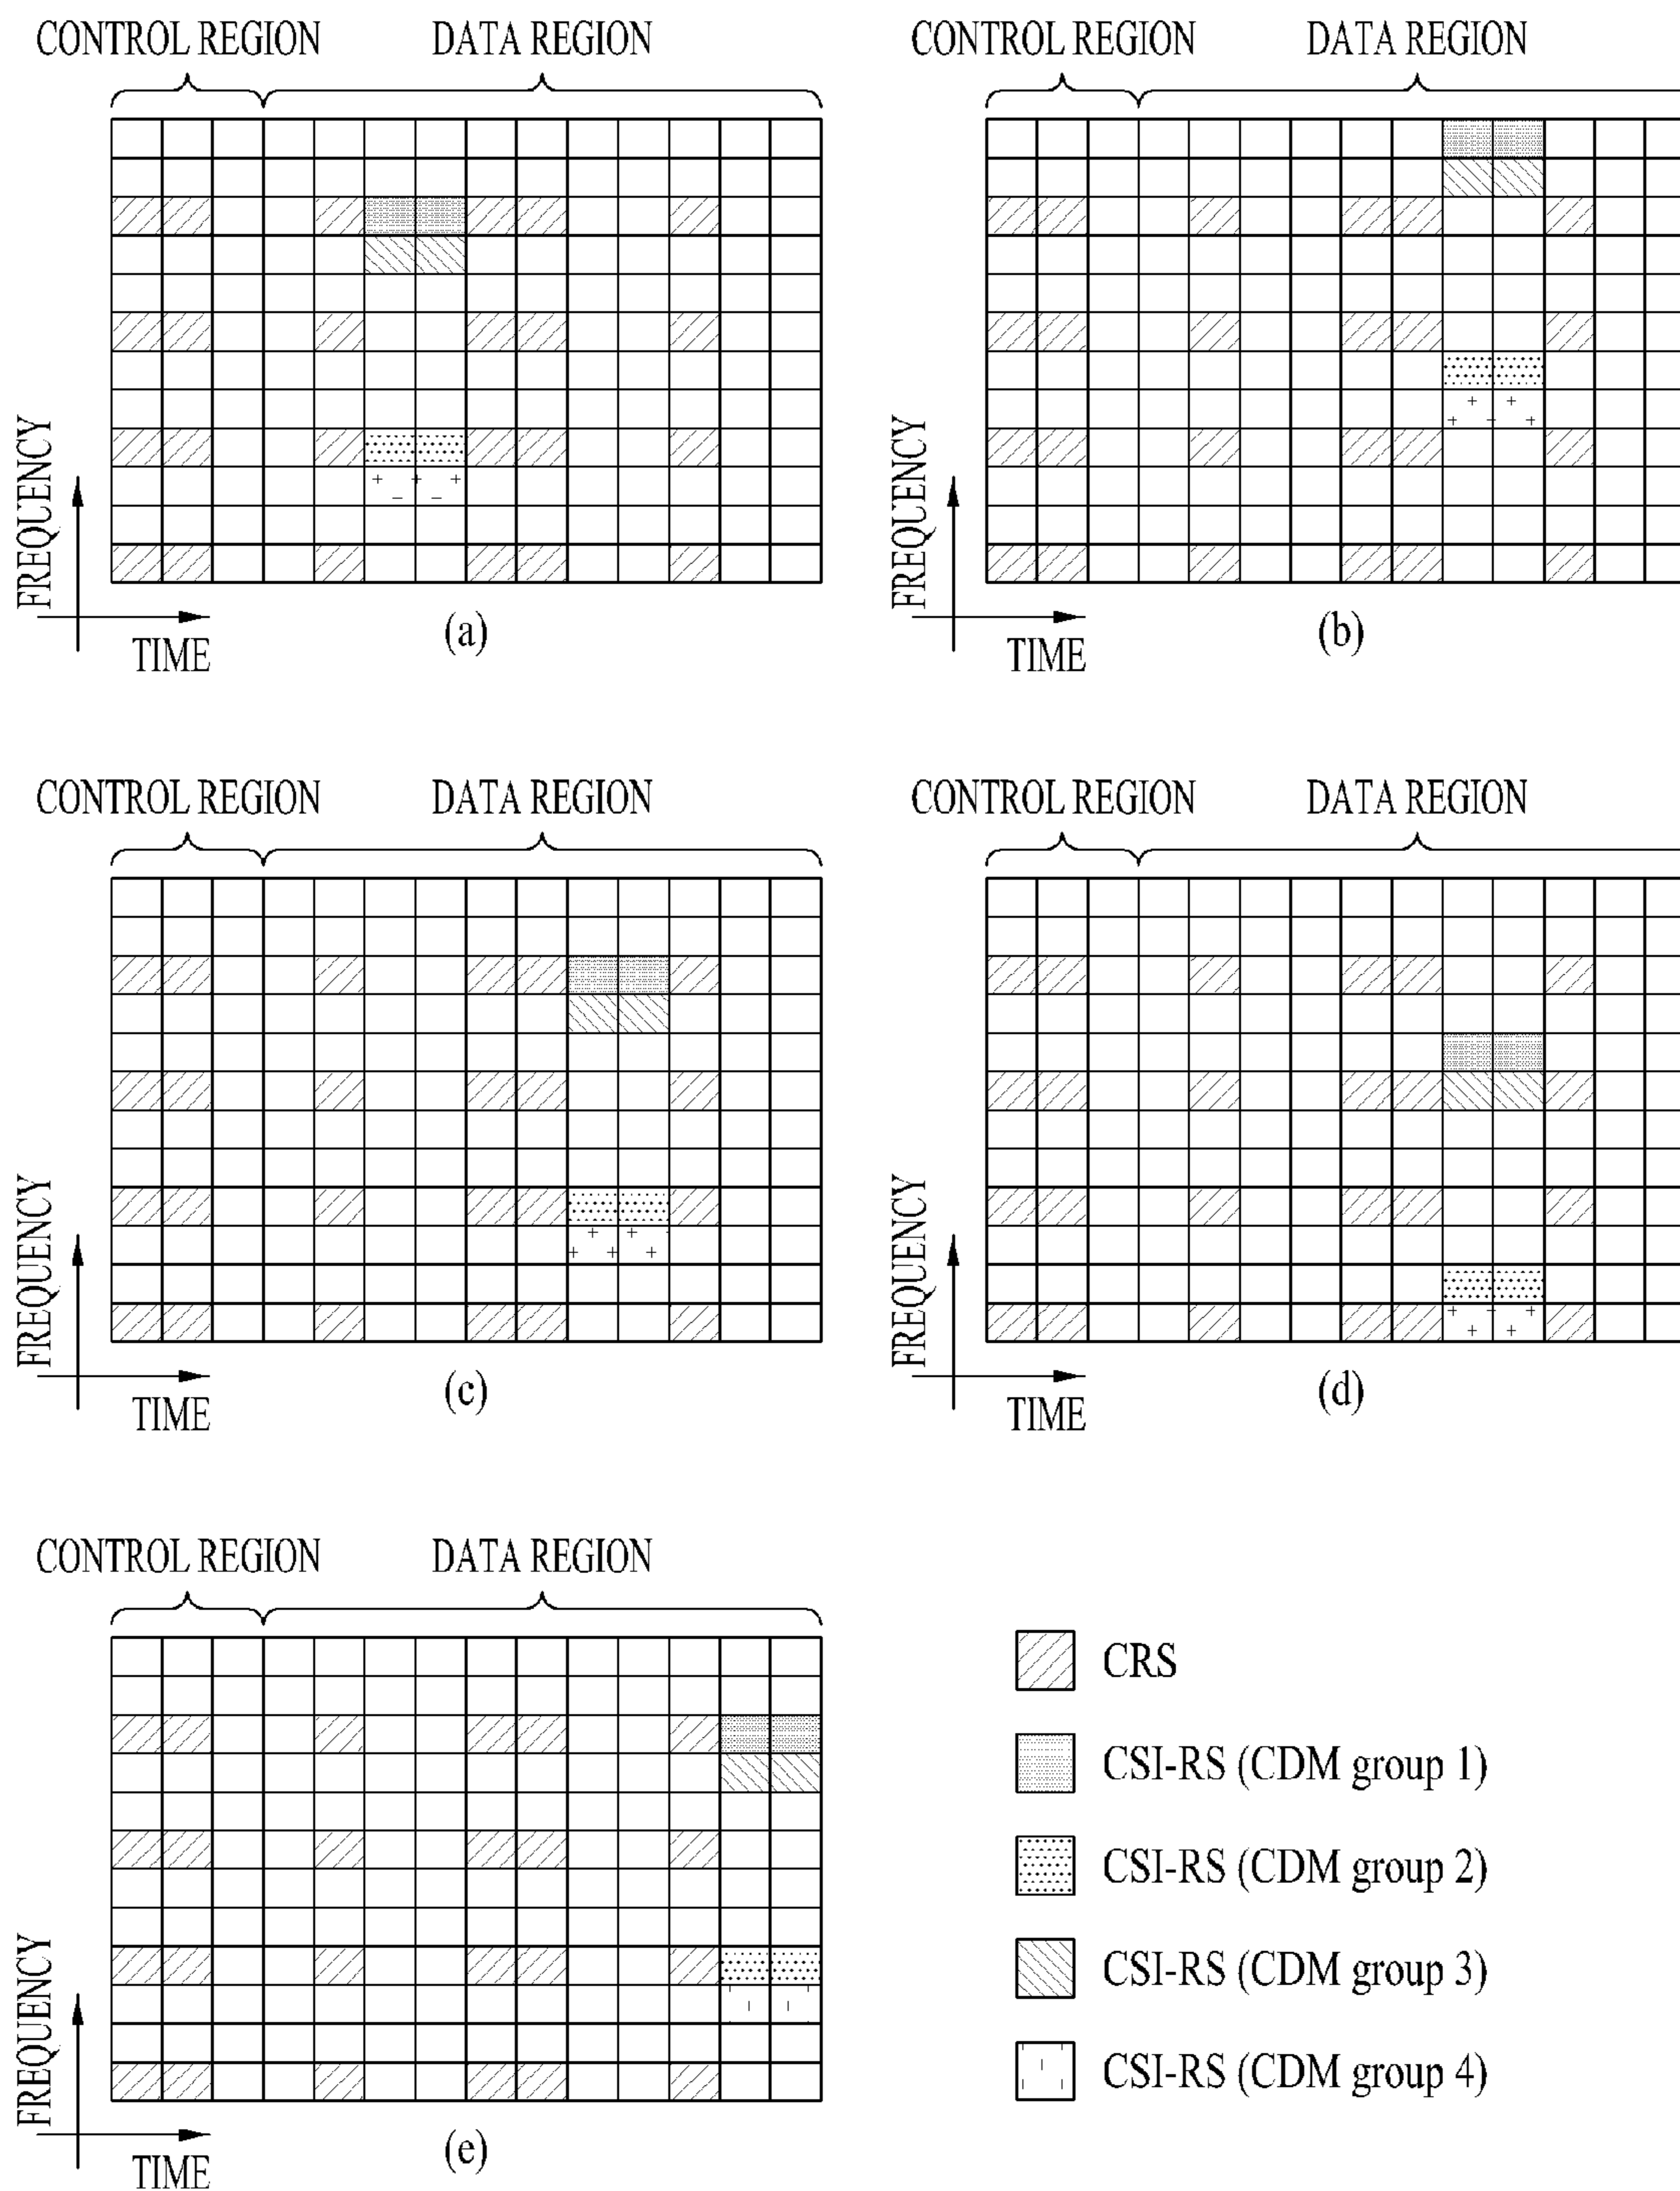 CONTROL REGION DATA REGION
FREQUENCY
TIME
(a)
CONTROL REGION DATA REGION
FREQUENCY
TIME
(b)
CONTROL REGION DATA REGION
FREQUENCY
TIME
(c)
CONTROL REGION DATA REGION
FREQUENCY
TIME
(d)
CONTROL REGION DATA REGION
FREQUENCY
TIME
(e)
CRS
CSI-RS (CDM group 1)
CSI-RS (CDM group 2)
CSI-RS (CDM group 3)
CSI-RS (CDM group 4)